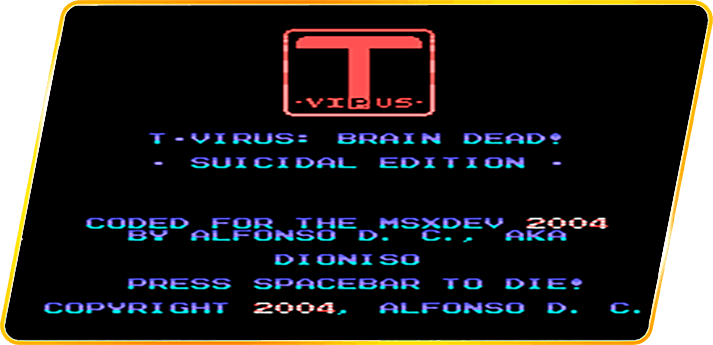 T
·VIRUS·
T-VIRUS: BRAIN DEAD!
· SUICIDAL EDITION ·
CODED FOR THE MSXDEV 2004
BY ALFONSO D. C., AKA
DIONISO
PRESS SPACEBAR TO DIE!
COPYRIGHT 2004, ALFONSO D. C.